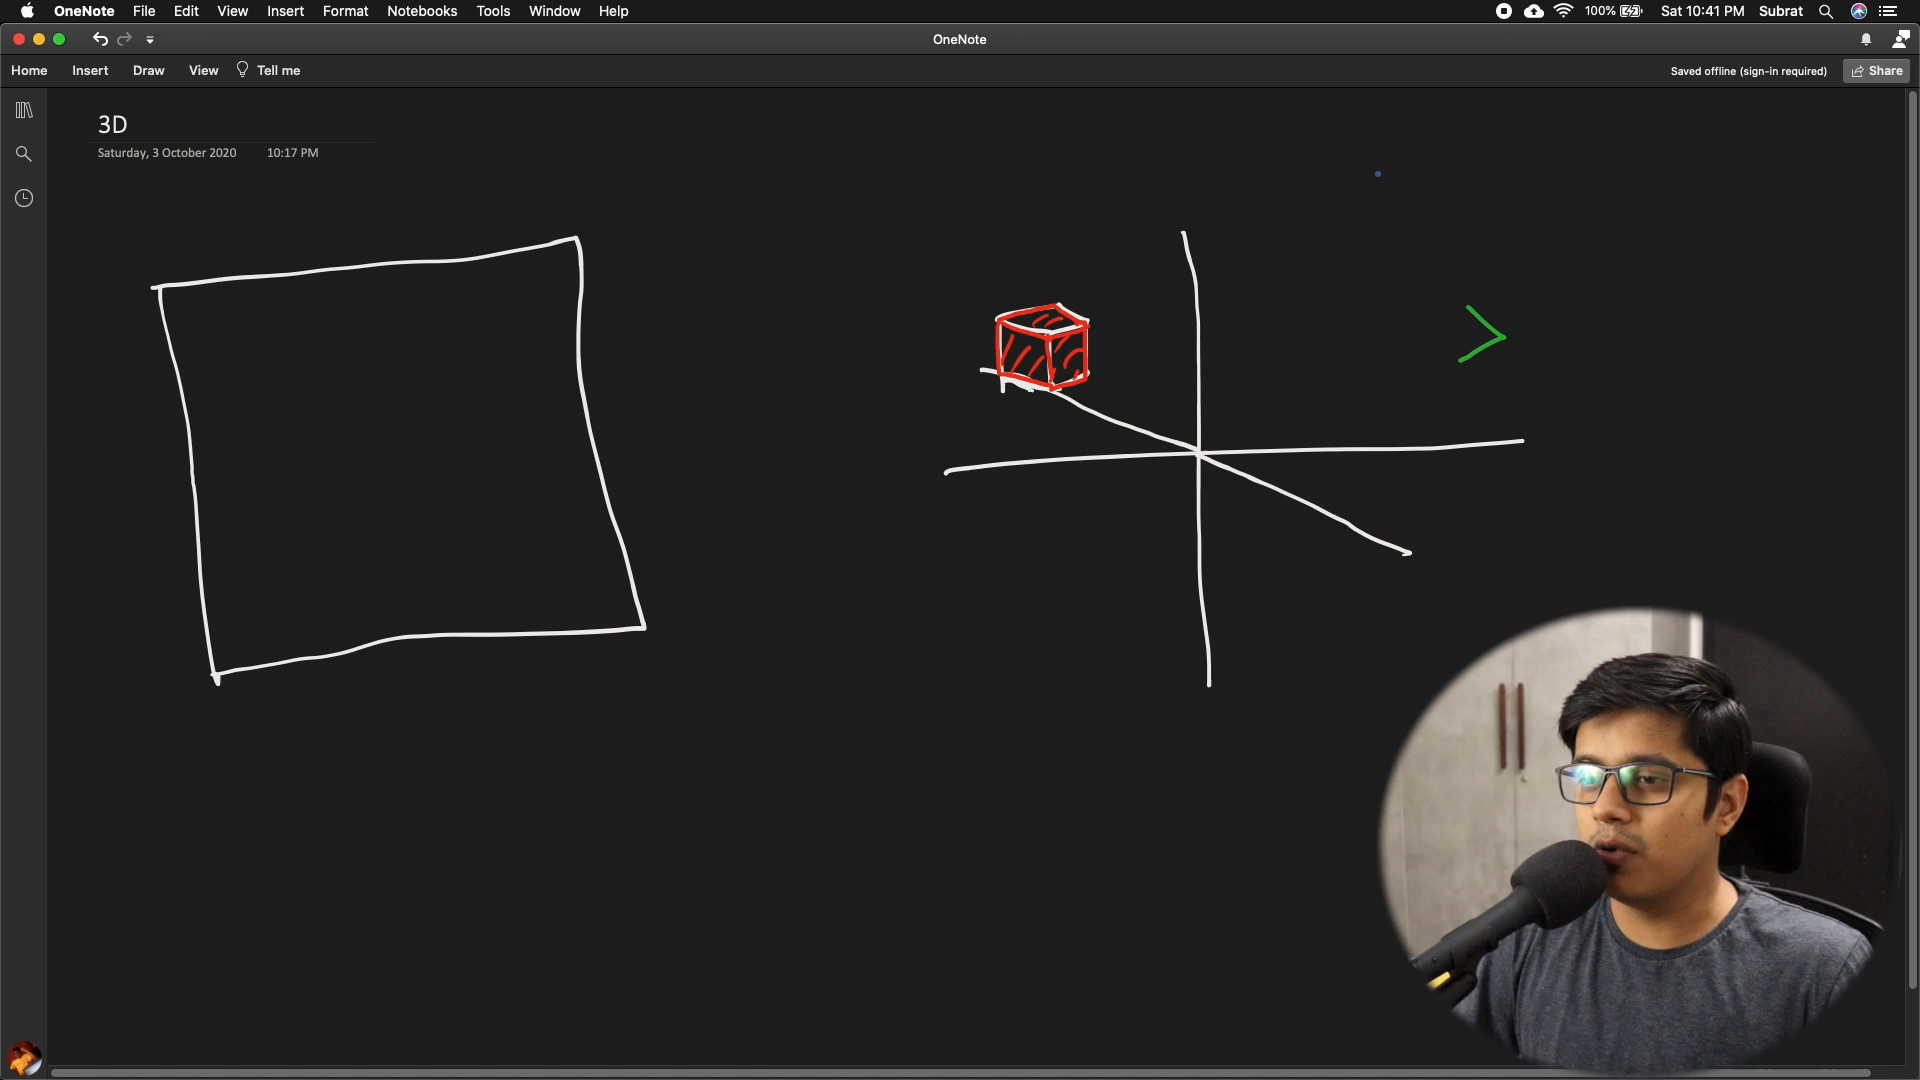 OneNote File Edit View Insert Format Notebooks Tools Window Help 100% Sat 10:41 PM Subrat
OneNote
Home Insert Draw View Tell me Saved offline (sign-in required) Share
3D
Saturday, 3 October 2020 10:17 PM